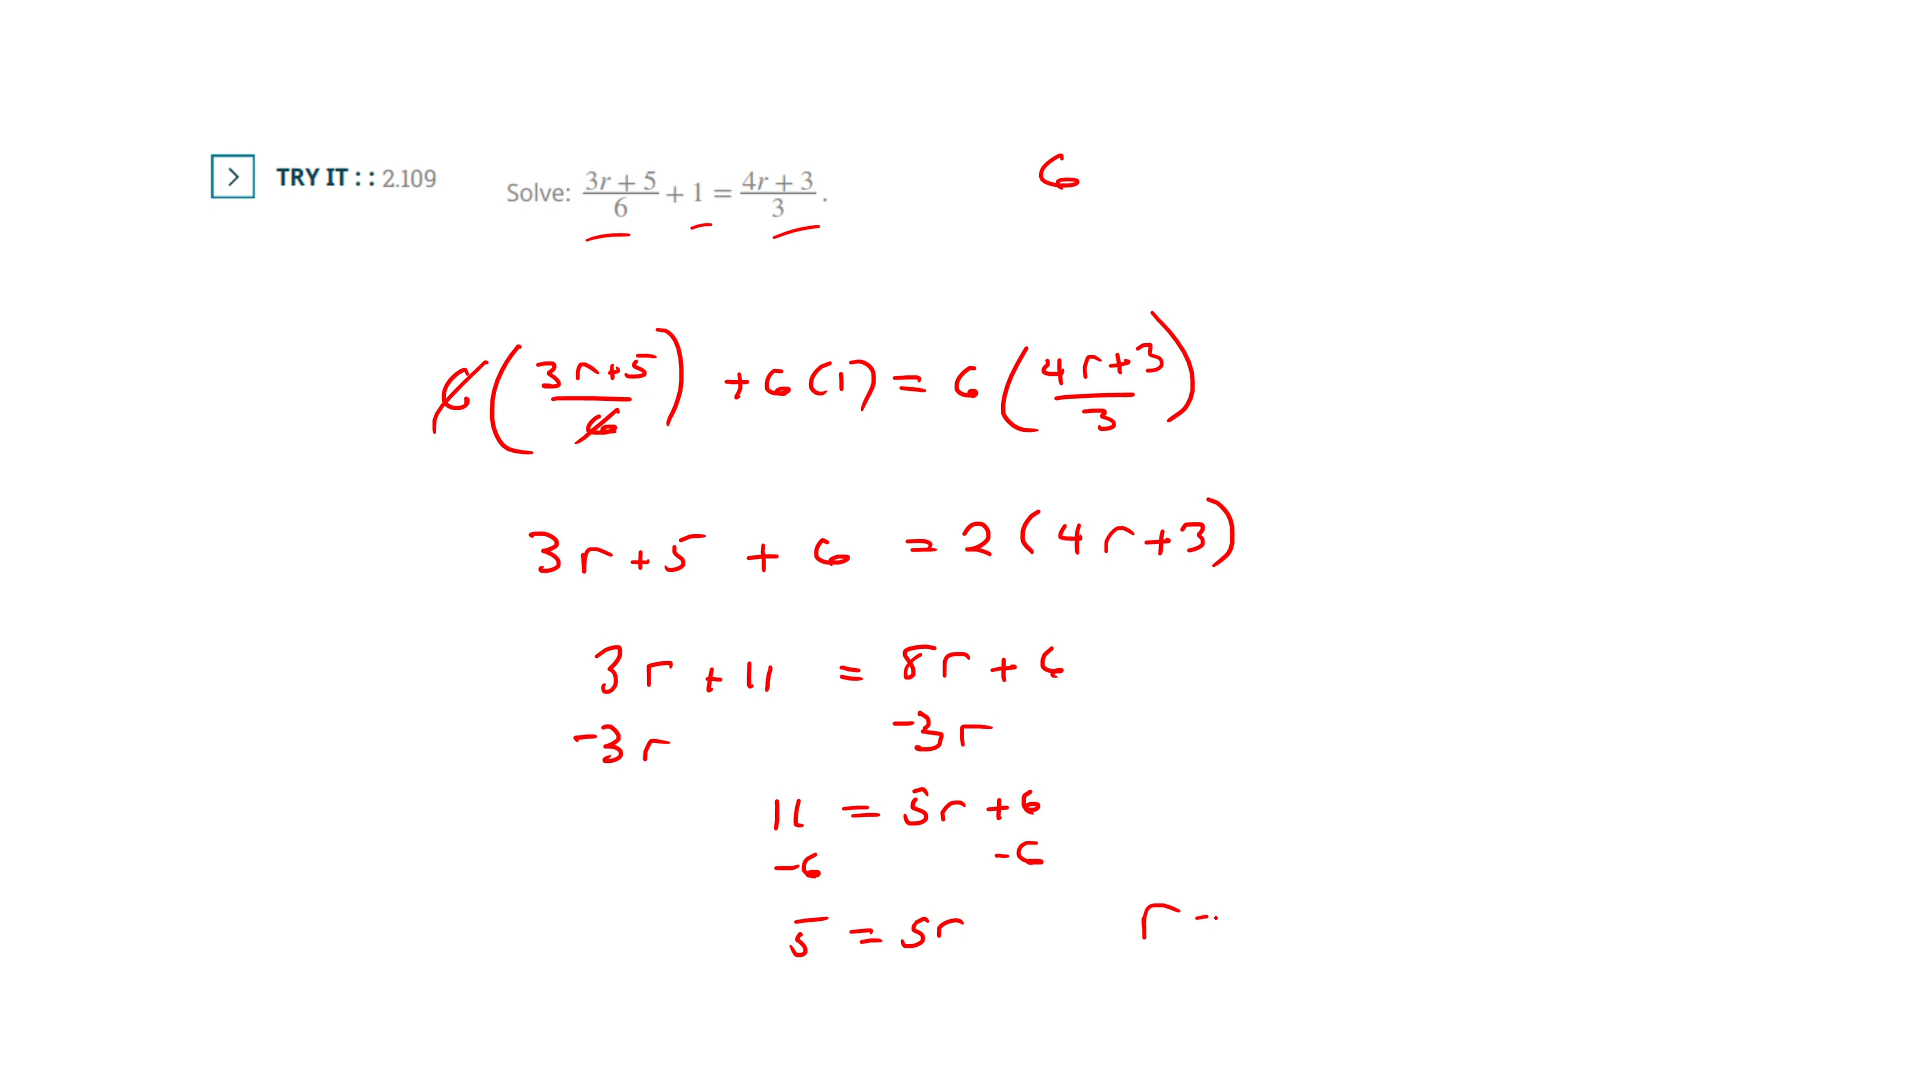 > TRY IT : : 2.109 Solve: (3r + 5)/6 + 1 = (4r + 3)/3 .
6
6((3r+5)/6) + 6(1) = 6((4r+3)/3)
3r+5 + 6 = 2(4r+3)
3r + 11 = 8r + 6
-3r -3r
11 = 5r + 6
-6 -6
5 = 5r r -